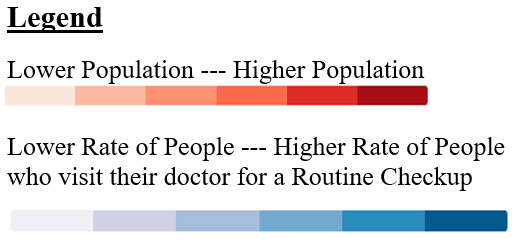 Legend
Lower Population --- Higher Population
Lower Rate of People --- Higher Rate of People
who visit their doctor for a Routine Checkup